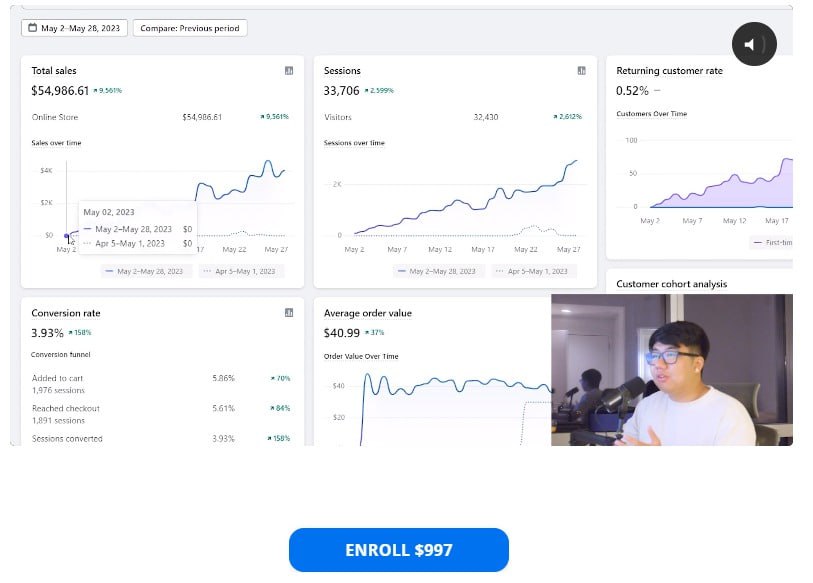 May 2–May 28, 2023 Compare: Previous period
Total sales
$54,986.61 ↗ 9,561%
Online Store $54,986.61 ↗ 9,561%
Sales over time
$4K
$2K
$0
May 02, 2023
May 2–May 28, 2023 $0
Apr 5–May 1, 2023 $0
May 2 17 May 22 May 27
May 2–May 28, 2023 Apr 5–May 1, 2023
Sessions
33,706 ↗ 2,599%
Visitors 32,430 ↗ 2,612%
Sessions over time
2K
0
May 2 May 7 May 12 May 17 May 22 May 27
May 2–May 28, 2023 Apr 5–May 1, 2023
Returning customer rate
0.52% –
Customers Over Time
100
50
0
May 2 May 7 May 12 May 17
First-tim
Conversion rate
3.93% ↗ 158%
Conversion funnel
Added to cart 5.86% ↗ 70%
1,976 sessions
Reached checkout 5.61% ↗ 84%
1,891 sessions
Sessions converted 3.93% ↗ 158%
Average order value
$40.99 ↗ 37%
Order Value Over Time
$40
$20
Customer cohort analysis
ENROLL $997